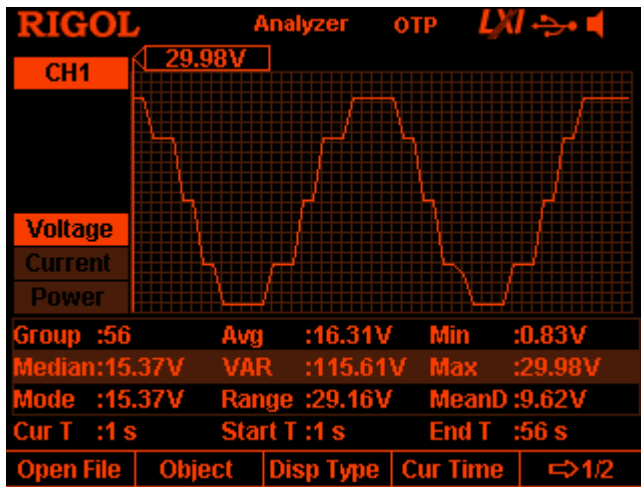 RIGOL Analyzer OTP LXI
CH1 29.98V
Voltage
Current
Power
Group :56 Avg :16.31V Min :0.83V
Median:15.37V VAR :115.61V Max :29.98V
Mode :15.37V Range :29.16V MeanD:9.62V
Cur T :1 s Start T :1 s End T :56 s
Open File Object Disp Type Cur Time ⇨1/2